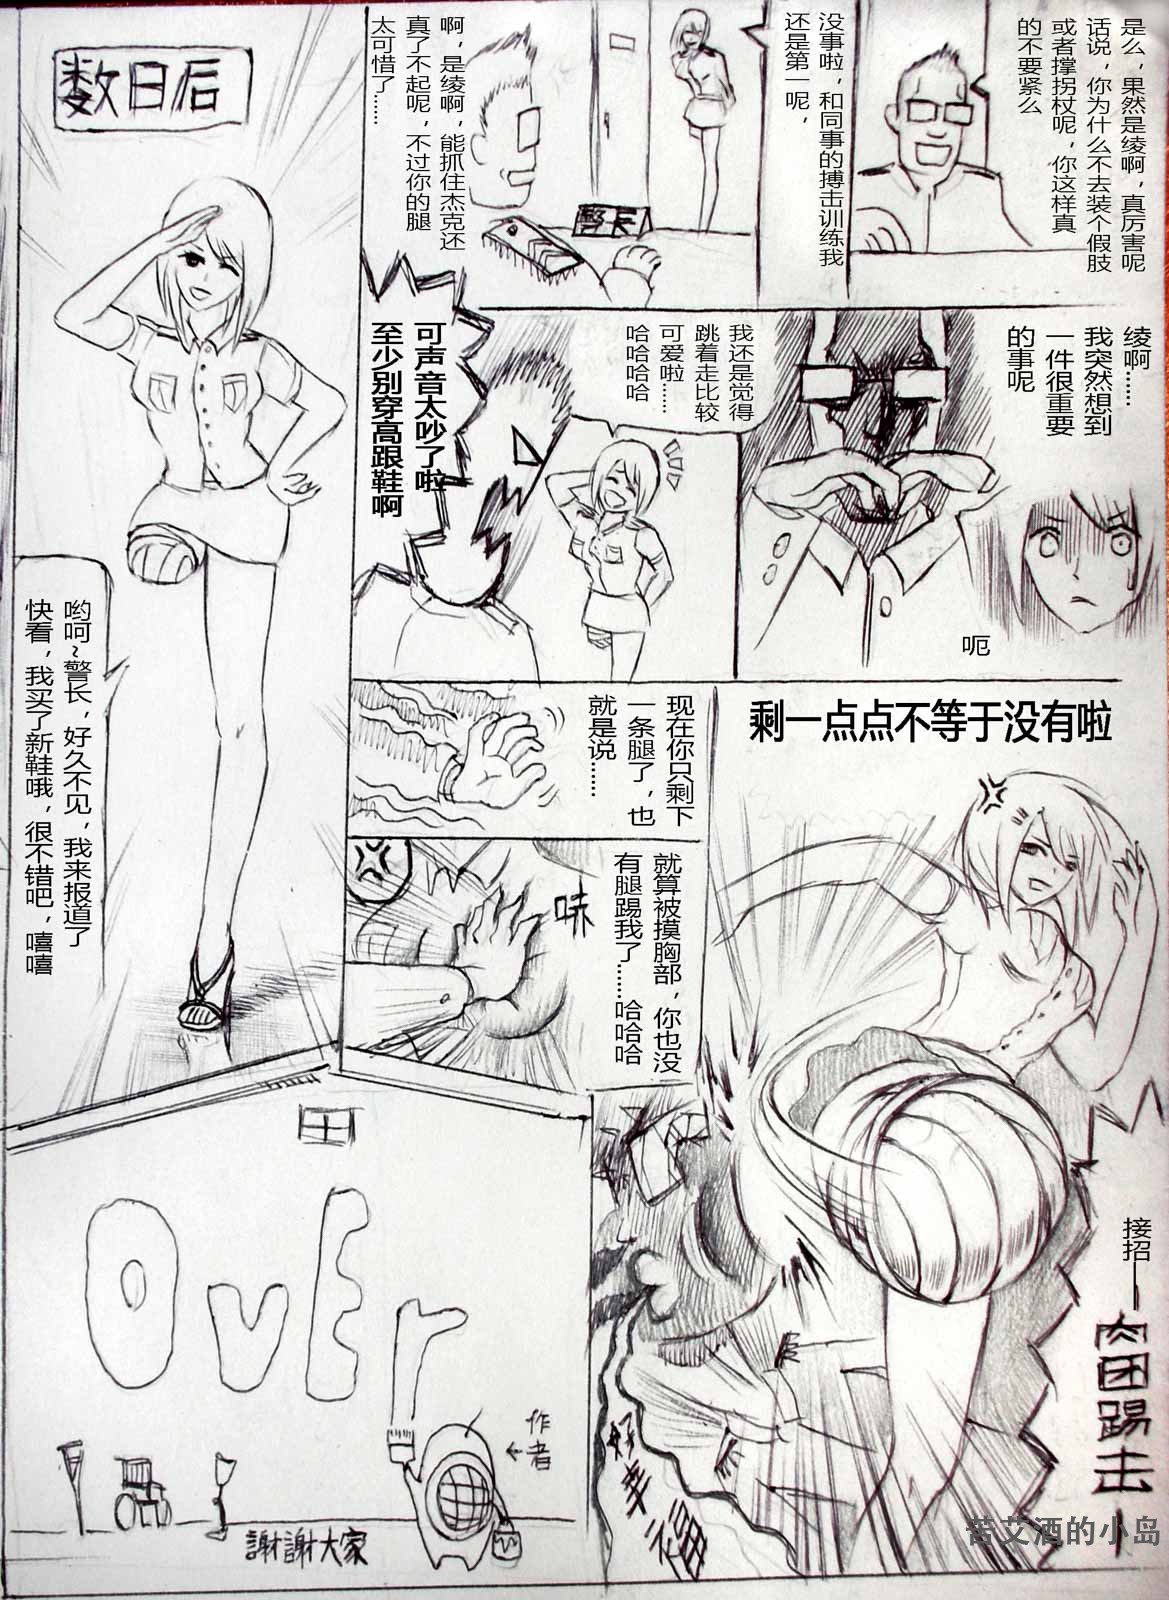 数日后
哟呵~警长，好久不见，我来报道了
快看，我买了新鞋哦，很不错吧，嘻嘻
啊，是绫啊，能抓住杰克还
真了不起呢，不过你的腿
太可惜了……
警长
没事啦，和同事的搏击训练我
还是第一呢，
是么，果然是绫啊，真厉害呢
话说，你为什么不去装个假肢
或者撑拐杖呢，你这样真
的不要紧么
我还是觉得
跳着走比较
可爱啦……
哈哈哈哈
可声音太吵了啦
至少别穿高跟鞋啊
绫啊……
我突然想到
一件很重要
的事呢
呃
现在你只剩下
一条腿了，也
就是说……
就算被摸胸部，你也没
有腿踢我了……哈哈哈
剩一点点不等于没有啦
接招——
肉团踢击——
好幸福
OvEr
作者
謝謝大家
苦艾酒的小岛